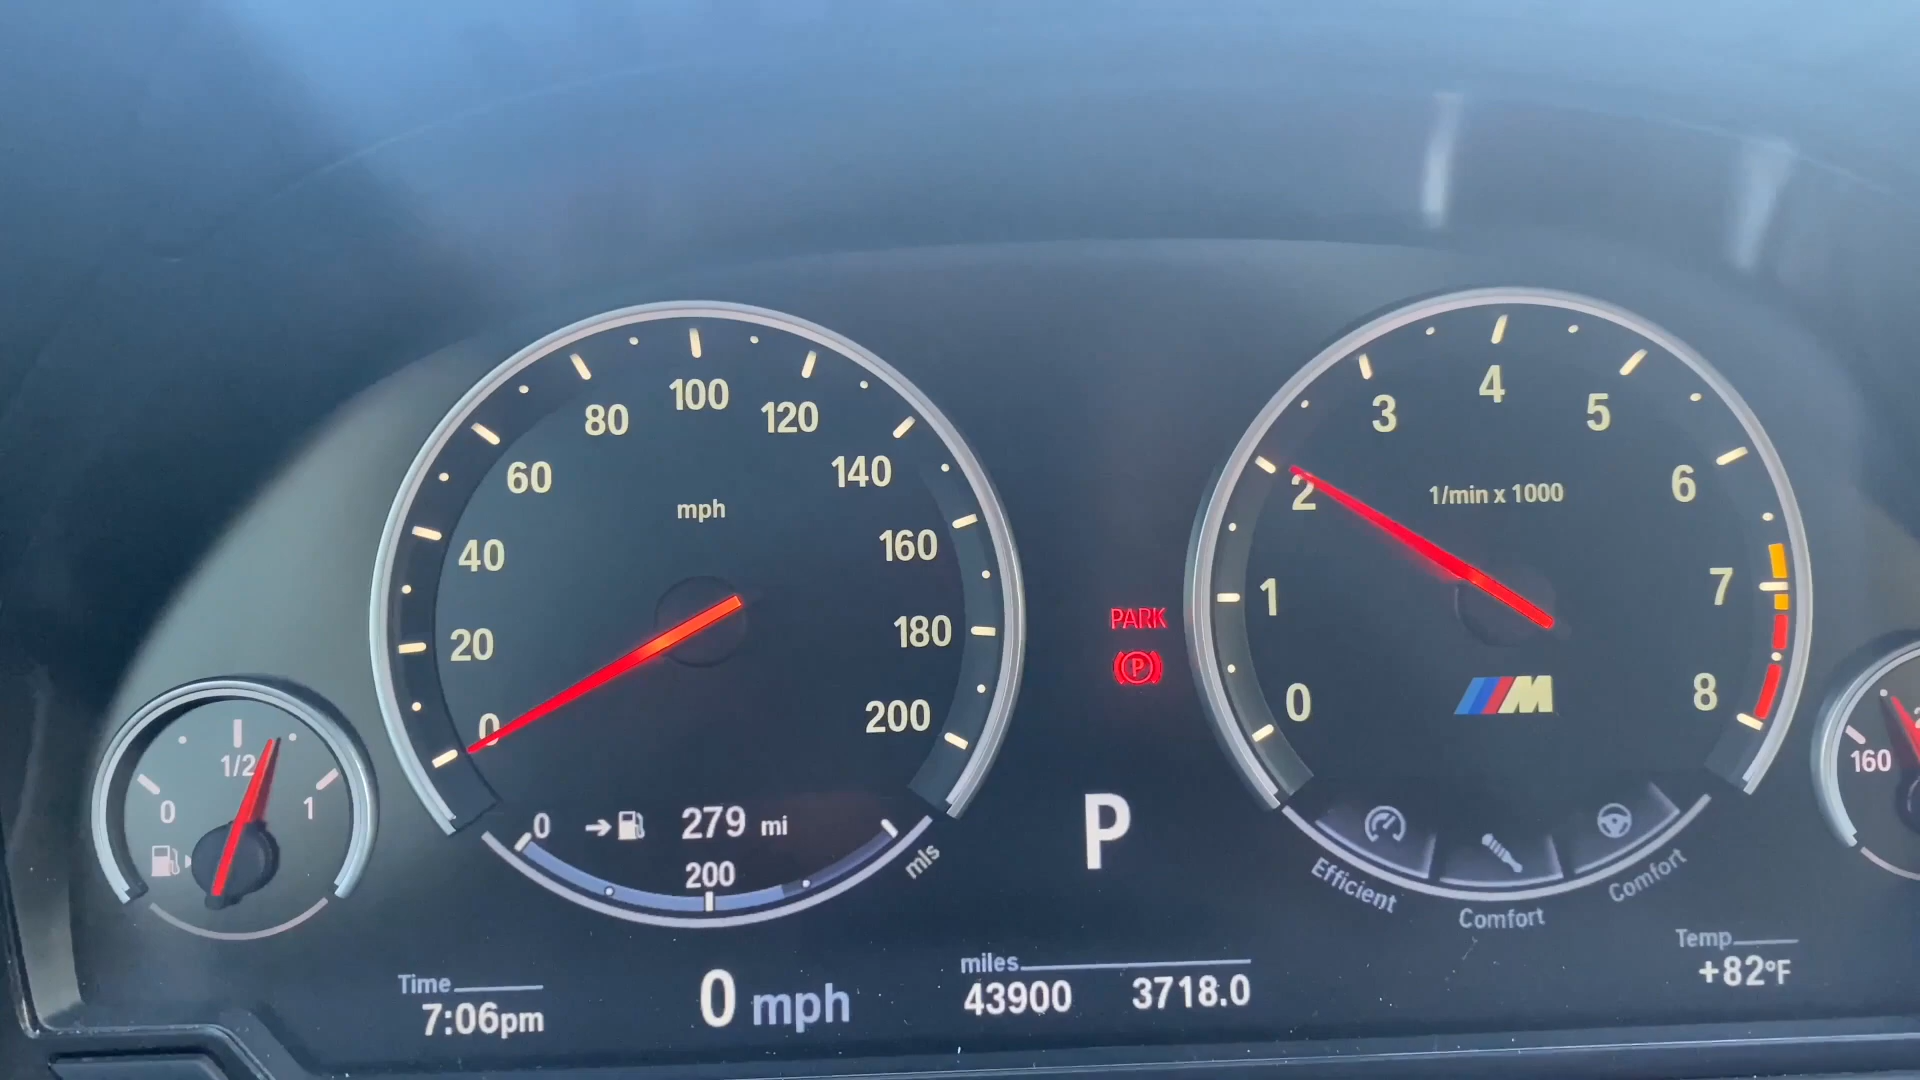 100
80
120
60
140
mph
40
160
20
180
0
200
4
3
5
2
1/min x 1000
6
1
7
0
8
M
PARK
P
1/2
0
1
0
279 mi
200
mls
P
Efficient
Comfort
Comfort
160
Time
7:06pm
0 mph
miles
43900 3718.0
Temp
+82°F